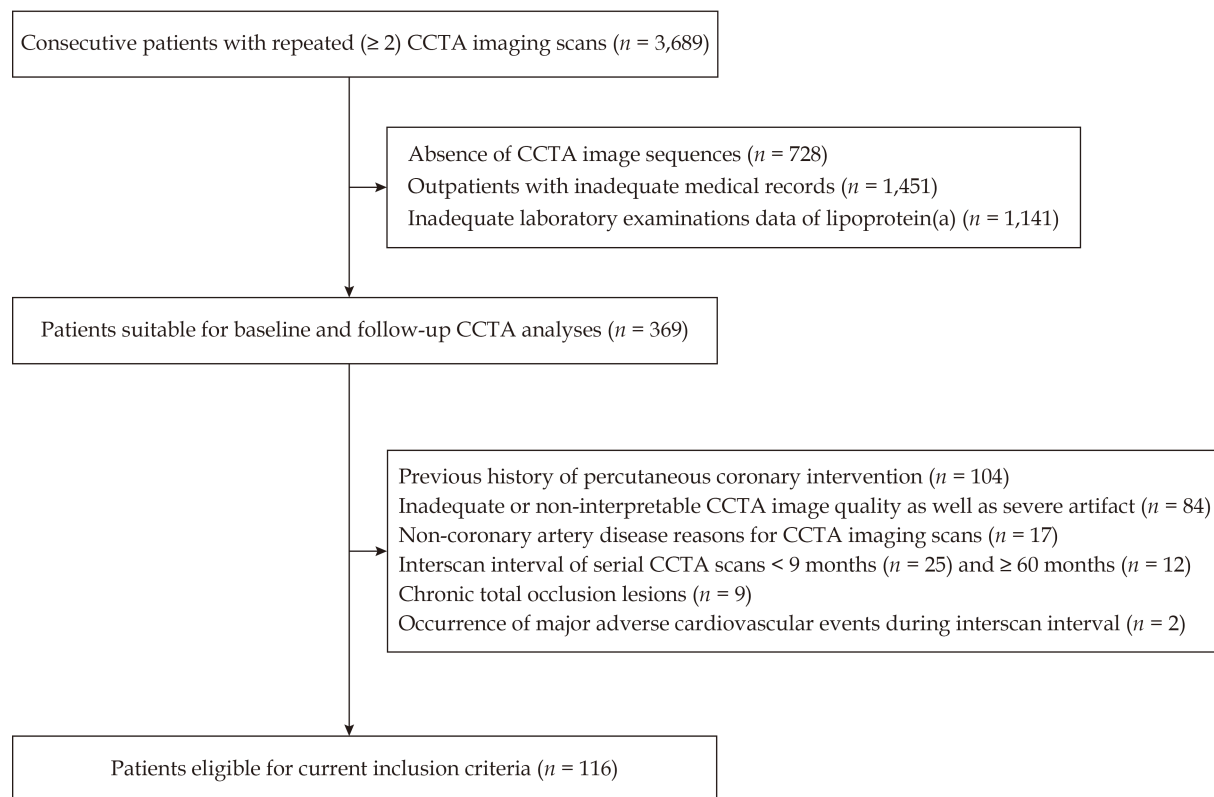 Consecutive patients with repeated (≥ 2) CCTA imaging scans (n = 3,689)
Absence of CCTA image sequences (n = 728)
Outpatients with inadequate medical records (n = 1,451)
Inadequate laboratory examinations data of lipoprotein(a) (n = 1,141)
Patients suitable for baseline and follow-up CCTA analyses (n = 369)
Previous history of percutaneous coronary intervention (n = 104)
Inadequate or non-interpretable CCTA image quality as well as severe artifact (n = 84)
Non-coronary artery disease reasons for CCTA imaging scans (n = 17)
Interscan interval of serial CCTA scans < 9 months (n = 25) and ≥ 60 months (n = 12)
Chronic total occlusion lesions (n = 9)
Occurrence of major adverse cardiovascular events during interscan interval (n = 2)
Patients eligible for current inclusion criteria (n = 116)